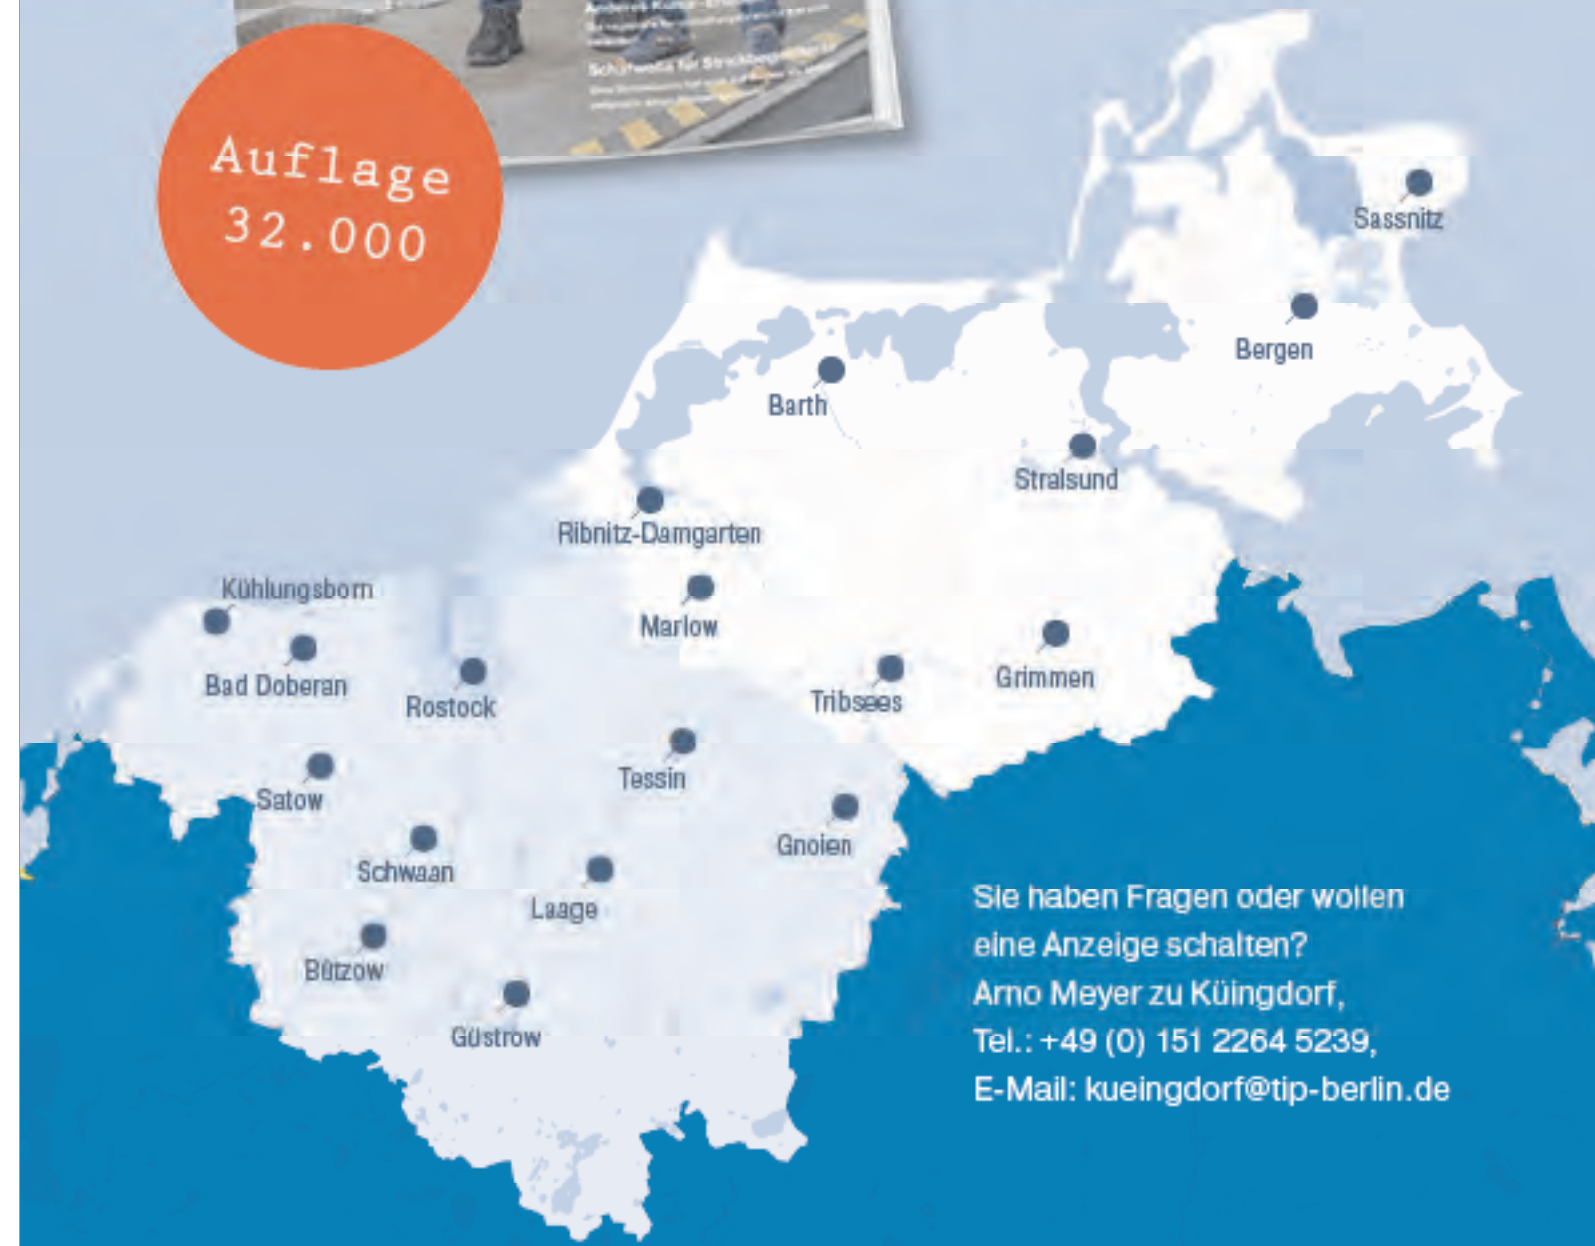 Schafwolle für
Auflage
32.000
Sassnitz
Bergen
Barth
Stralsund
Ribnitz-Damgarten
Kühlungsborn
Marlow
Bad Doberan
Rostock
Tribsees
Grimmen
Tessin
Satow
Gnoien
Schwaan
Laage
Bützow
Güstrow
Sie haben Fragen oder wollen
eine Anzeige schalten?
Arno Meyer zu Küingdorf,
Tel.: +49 (0) 151 2264 5239,
E-Mail: kueingdorf@tip-berlin.de